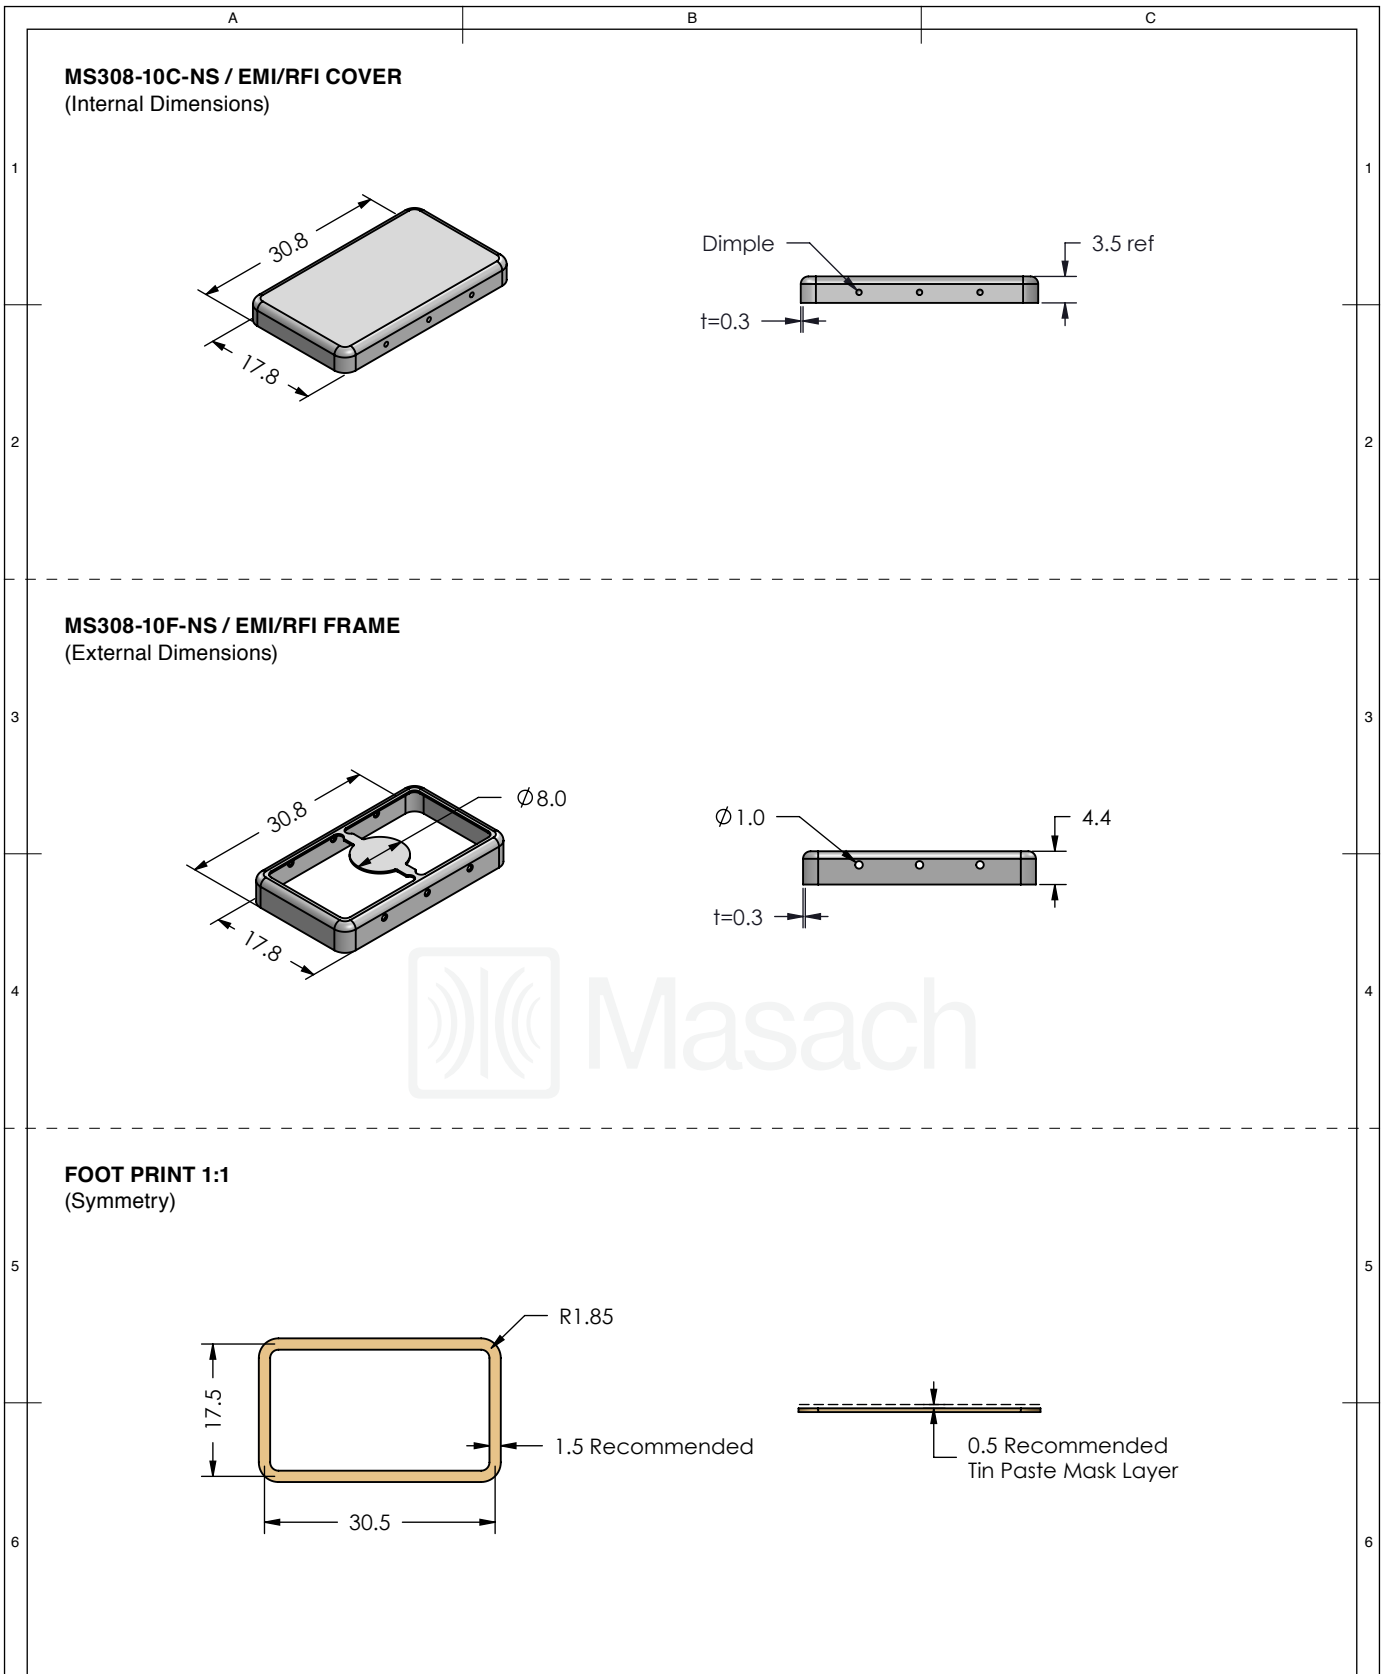 A B C
MS308-10C-NS / EMI/RFI COVER
(Internal Dimensions)
1 1
30.8
17.8
Dimple
3.5 ref
t=0.3
2 2
MS308-10F-NS / EMI/RFI FRAME
(External Dimensions)
3 3
30.8
Ø8.0
17.8
Ø1.0
4.4
t=0.3
4 4
Masach
FOOT PRINT 1:1
(Symmetry)
5 5
R1.85
17.5
1.5 Recommended
30.5
0.5 Recommended
Tin Paste Mask Layer
6 6